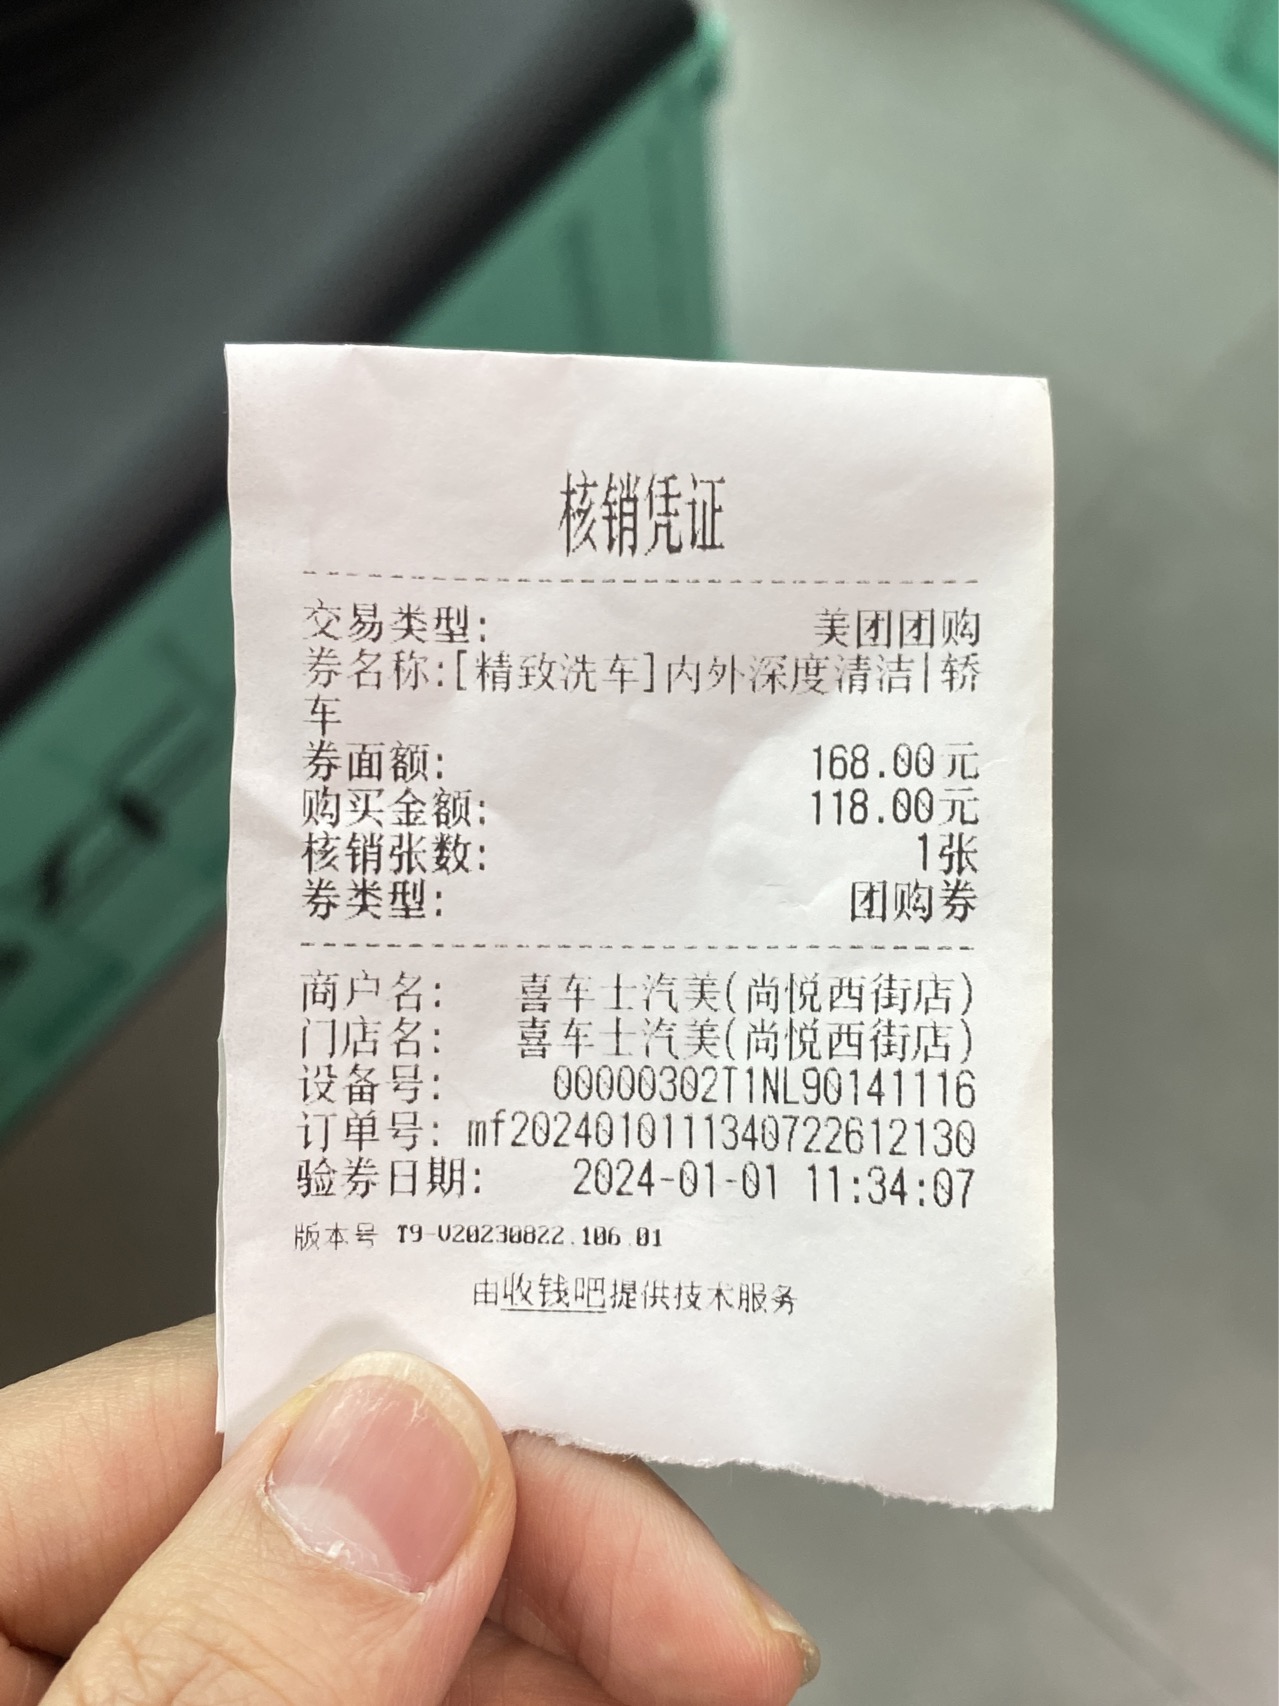 核销凭证
交易类型: 美团团购
券名称:[精致洗车]内外深度清洁|轿
车
券面额: 168.00元
购买金额: 118.00元
核销张数: 1张
券类型: 团购券
商户名: 喜车士汽美(尚悦西街店)
门店名: 喜车士汽美(尚悦西街店)
设备号: 00000302T1NL90141116
订单号: mf2024010111340722612130
验券日期: 2024-01-01 11:34:07
版本号 T9-V20230822.106.01
由收钱吧提供技术服务